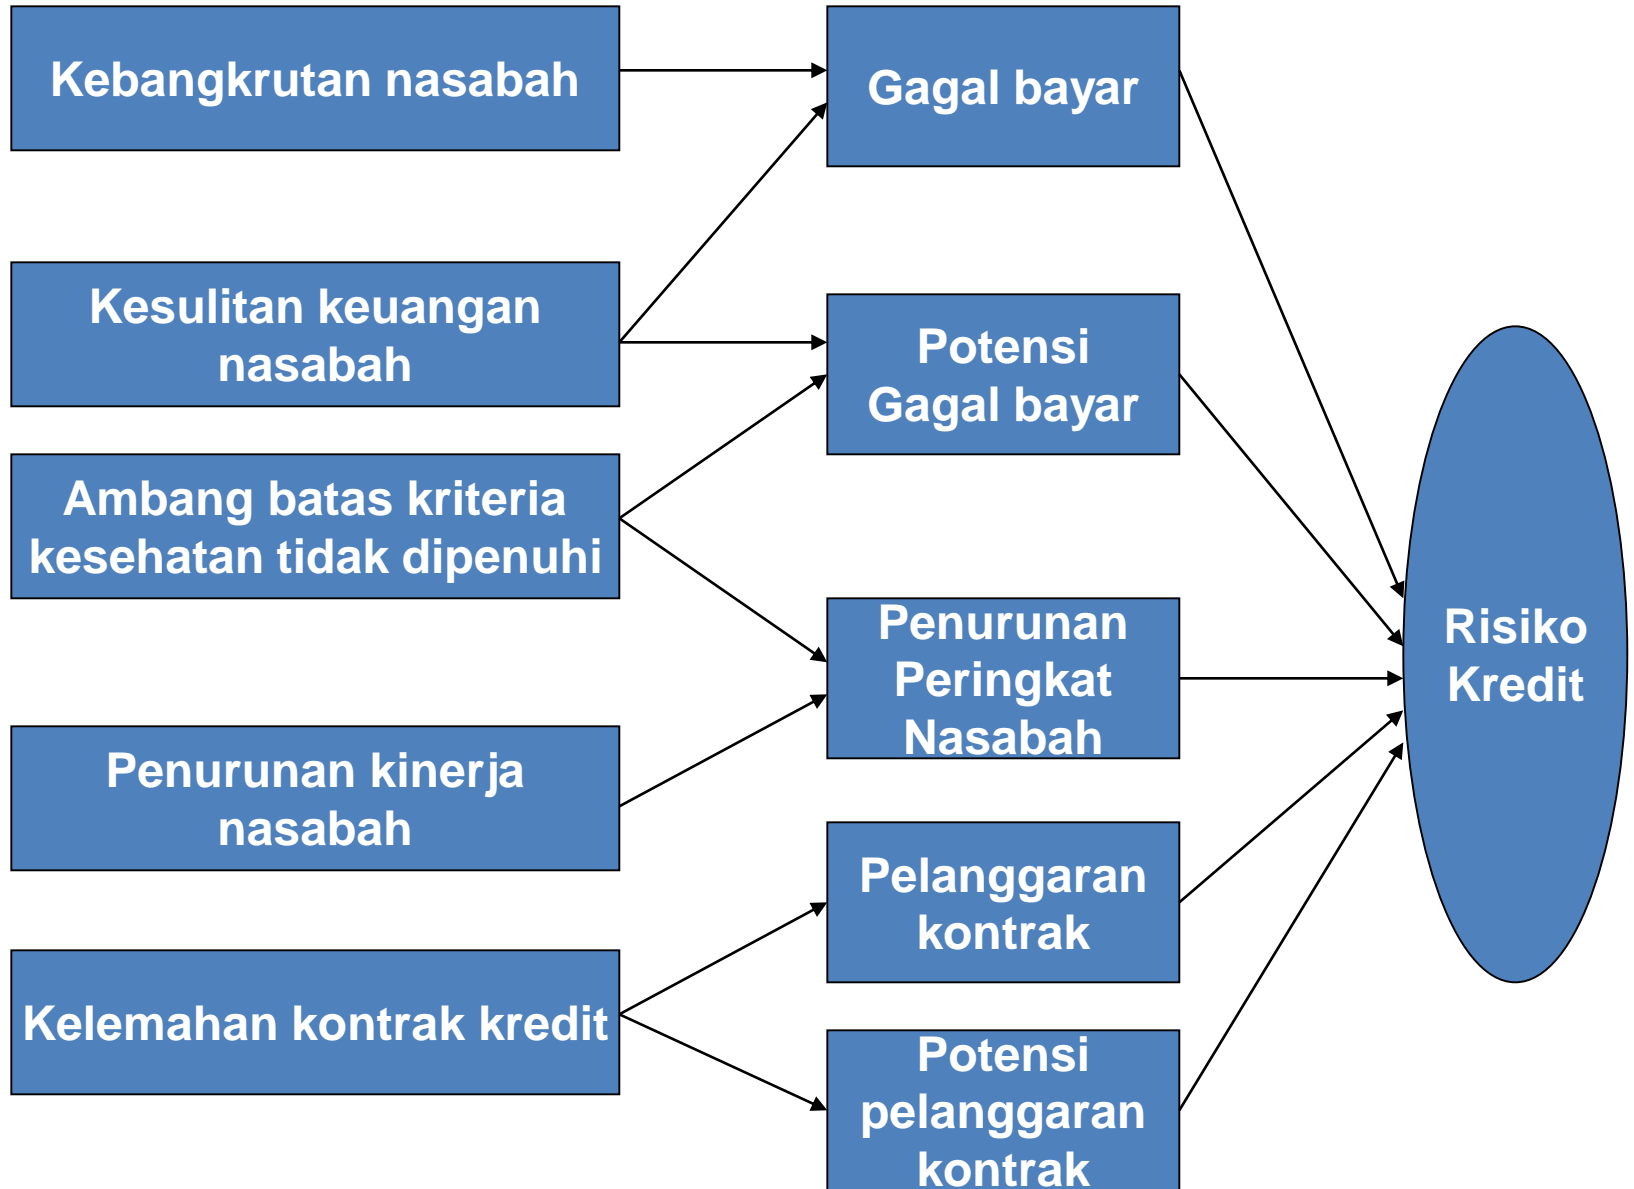 Kebangkrutan nasabah
Gagal bayar
Kesulitan keuangan
nasabah
Potensi
Gagal bayar
Ambang batas kriteria
kesehatan tidak dipenuhi
Penurunan
Peringkat
Nasabah
Risiko
Kredit
Penurunan kinerja
nasabah
Pelanggaran
kontrak
Kelemahan kontrak kredit
Potensi
pelanggaran
kontrak